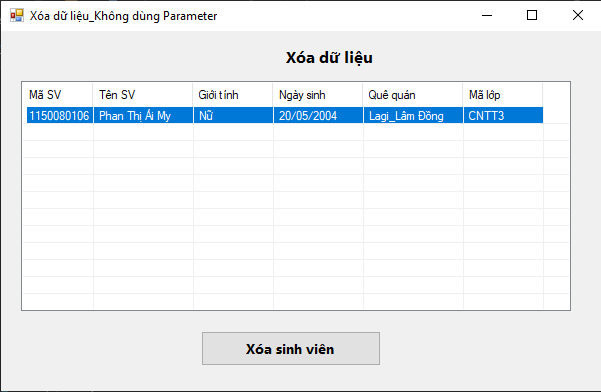 Xóa dữ liệu_Không dùng Parameter
Xóa dữ liệu
Mã SV Tên SV Giới tính Ngày sinh Quê quán Mã lớp
1150080106 Phan Thị Ái My Nữ 20/05/2004 Lagi_Lâm Đồng CNTT3
Xóa sinh viên